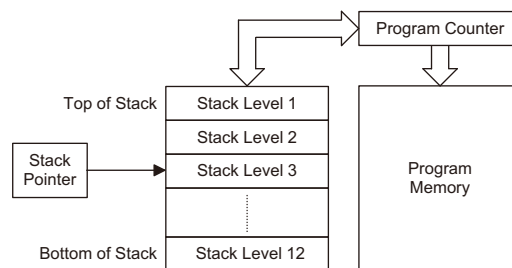 Program Counter
Top of Stack
Stack Level 1
Stack Level 2
Stack
Pointer
Stack Level 3
Program
Memory
Bottom of Stack
Stack Level 12